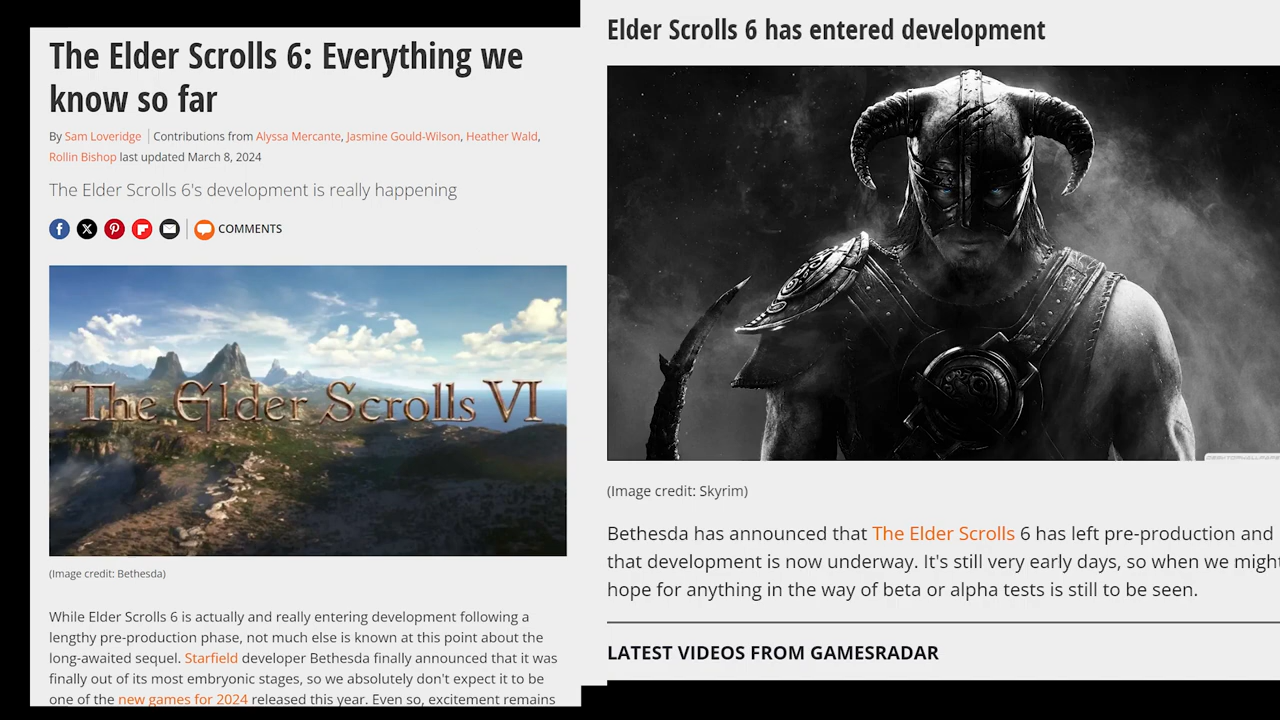 The Elder Scrolls 6: Everything we
know so far
By Sam Loveridge | Contributions from Alyssa Mercante, Jasmine Gould-Wilson, Heather Wald,
Rollin Bishop last updated March 8, 2024
The Elder Scrolls 6's development is really happening
COMMENTS
The Elder Scrolls VI
(Image credit: Bethesda)
While Elder Scrolls 6 is actually and really entering development following a
lengthy pre-production phase, not much else is known at this point about the
long-awaited sequel. Starfield developer Bethesda finally announced that it was
finally out of its most embryonic stages, so we absolutely don't expect it to be
one of the new games for 2024 released this year. Even so, excitement remains
Elder Scrolls 6 has entered development
(Image credit: Skyrim)
Bethesda has announced that The Elder Scrolls 6 has left pre-production and
that development is now underway. It's still very early days, so when we might
hope for anything in the way of beta or alpha tests is still to be seen.
LATEST VIDEOS FROM GAMESRADAR